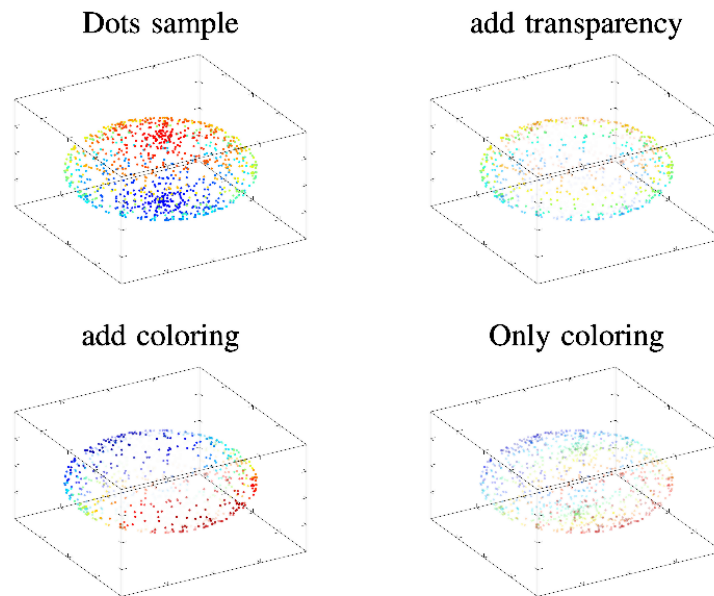 Dots sample
add transparency
add coloring
Only coloring